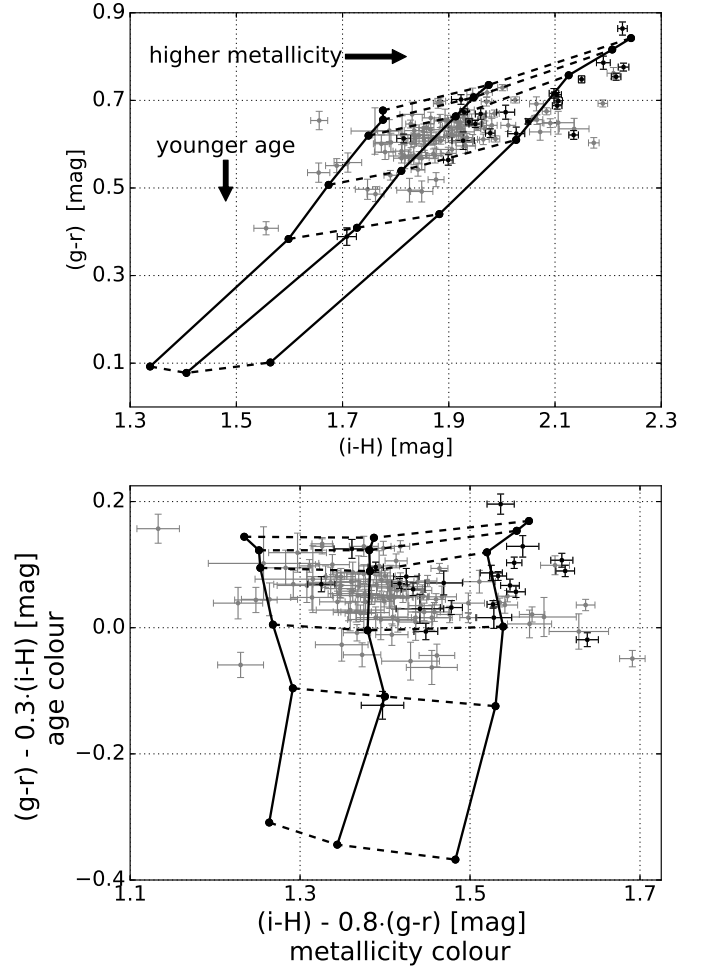 0.9
higher metallicity
0.7
younger age
0.5
0.3
0.1
(g-r) [mag]
1.3 1.5 1.7 1.9 2.1 2.3
(i-H) [mag]
0.2
0.0
−0.2
−0.4
(g-r) - 0.3·(i-H) [mag]
age colour
1.1 1.3 1.5 1.7
(i-H) - 0.8·(g-r) [mag]
metallicity colour